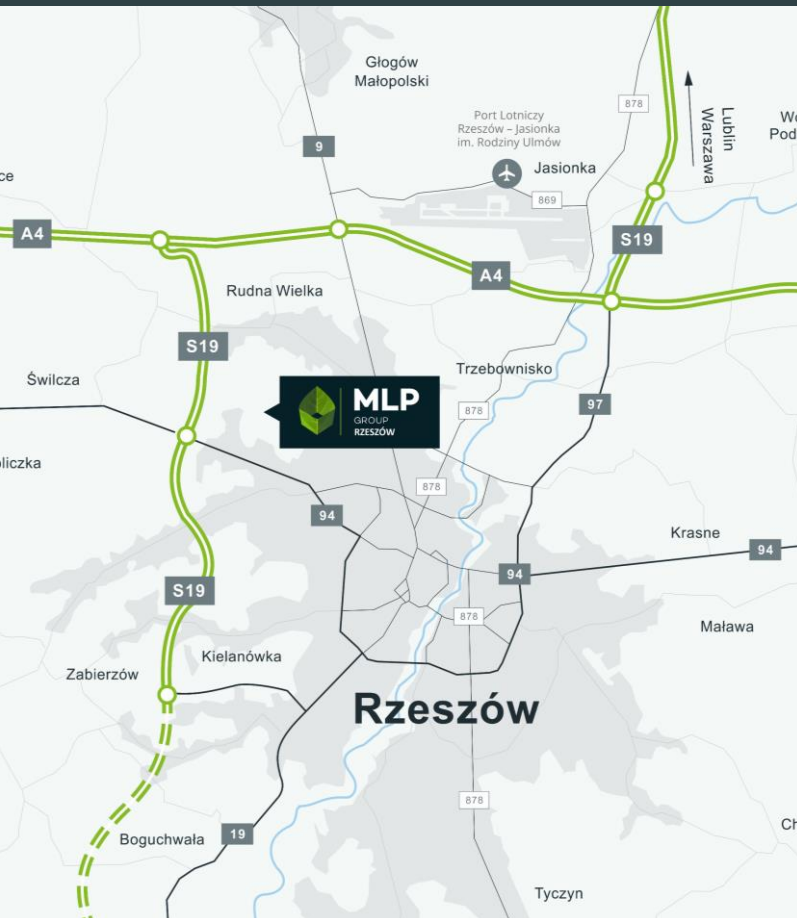 Głogów
Małopolski
878
Lublin
Warszawa
Port Lotniczy
Rzeszów – Jasionka
im. Rodziny Ulmów
9
Jasionka
869
A4
S19
A4
Rudna Wielka
S19
Trzebownisko
Świlcza
MLP
GROUP
RZESZÓW
878
97
878
94
Krasne
94
94
S19
878
Maława
Kielanówka
Zabierzów
Rzeszów
878
Boguchwała
19
Tyczyn